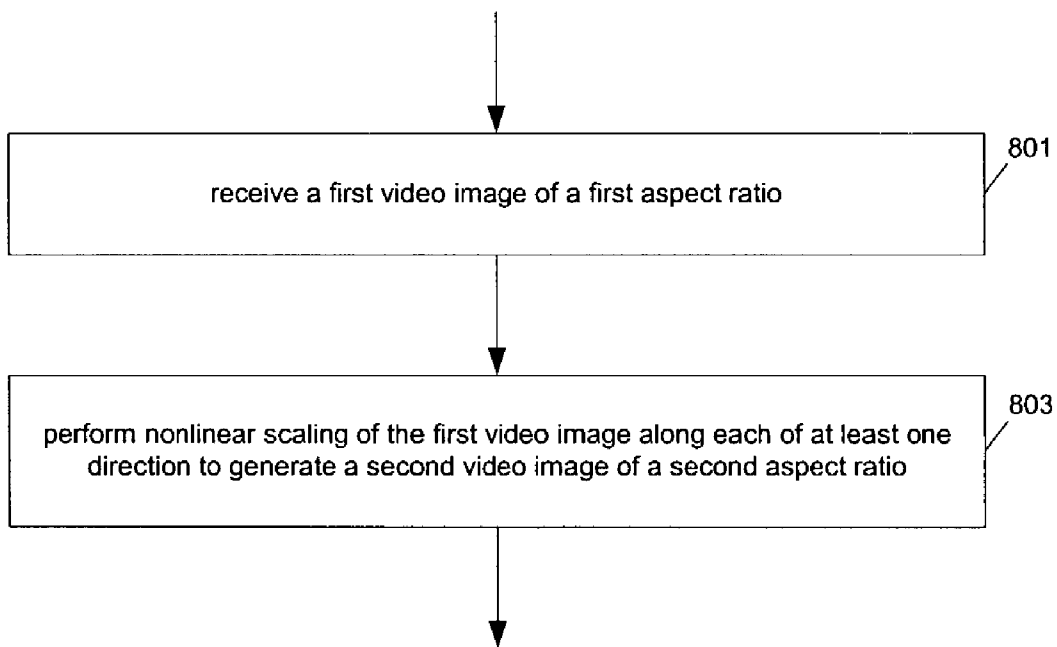 801
receive a first video image of a first aspect ratio
803
perform nonlinear scaling of the first video image along each of at least one
direction to generate a second video image of a second aspect ratio